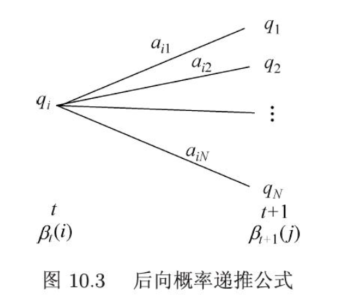 q₁
aᵢ₁
aᵢ₂
q₂
qᵢ
⋮
aᵢN
qN
t
t+1
βₜ(i)
βₜ₊₁(j)
图 10.3 后向概率递推公式